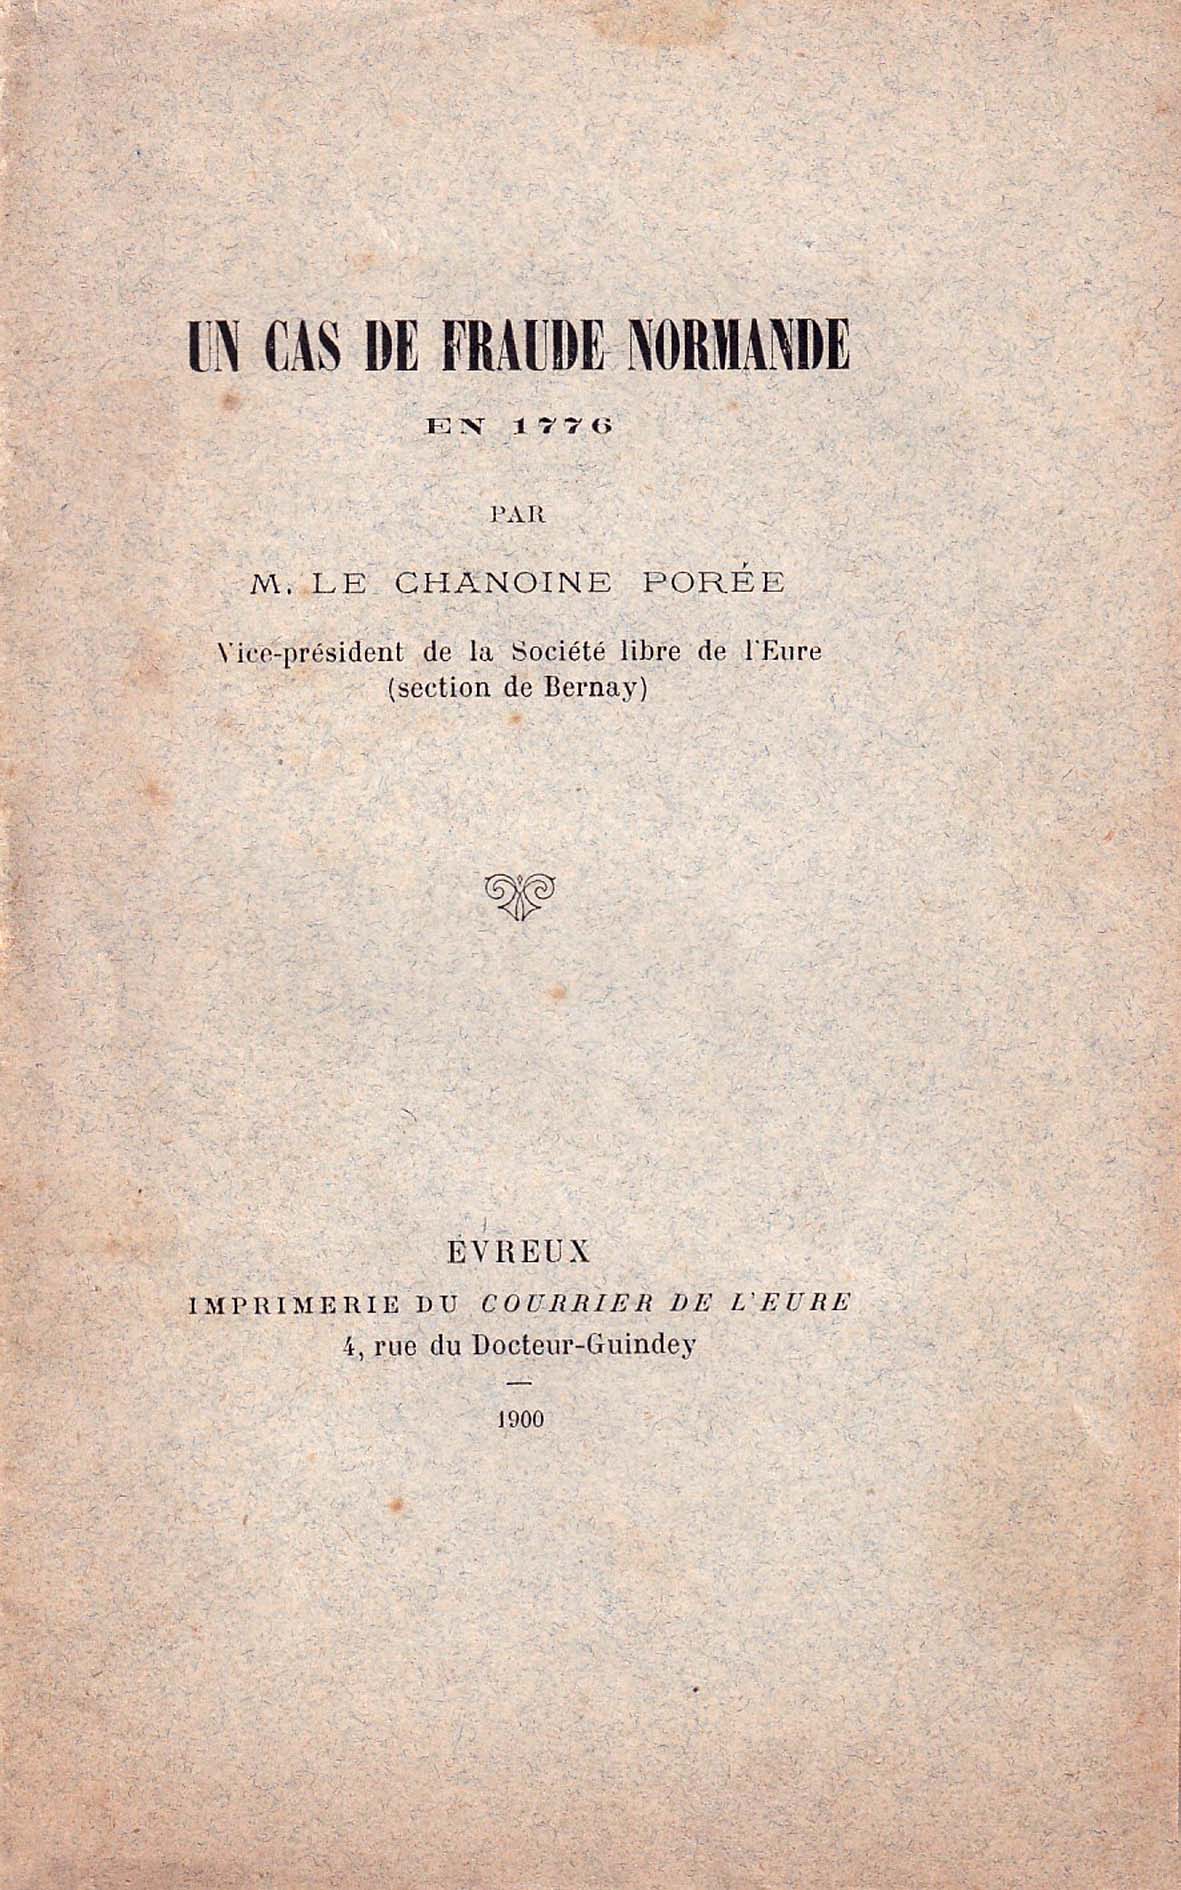 UN CAS DE FRAUDE NORMANDE
EN 1776
PAR
M. LE CHANOINE PORÉE
Vice-président de la Société libre de l'Eure
(section de Bernay)
ÉVREUX
IMPRIMERIE DU COURRIER DE L'EURE
4, rue du Docteur-Guindey
1900